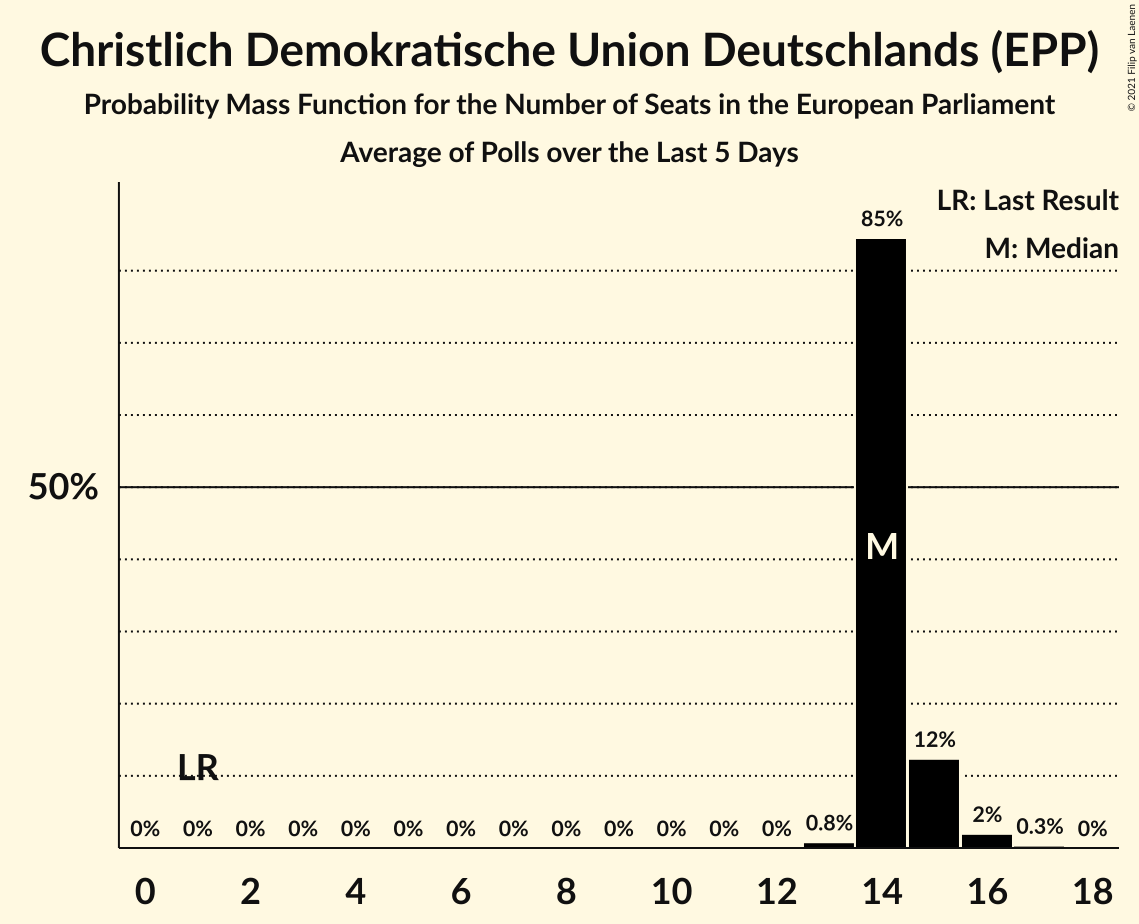 Christlich Demokratische Union Deutschlands (EPP)
Probability Mass Function for the Number of Seats in the European Parliament
Average of Polls over the Last 5 Days
© 2021 Filip van Laenen
LR: Last Result
M: Median
85%
50%
M
LR
12%
0% 0% 0% 0% 0% 0% 0% 0% 0% 0% 0% 0% 0% 0.8% 2% 0.3% 0%
0 2 4 6 8 10 12 14 16 18